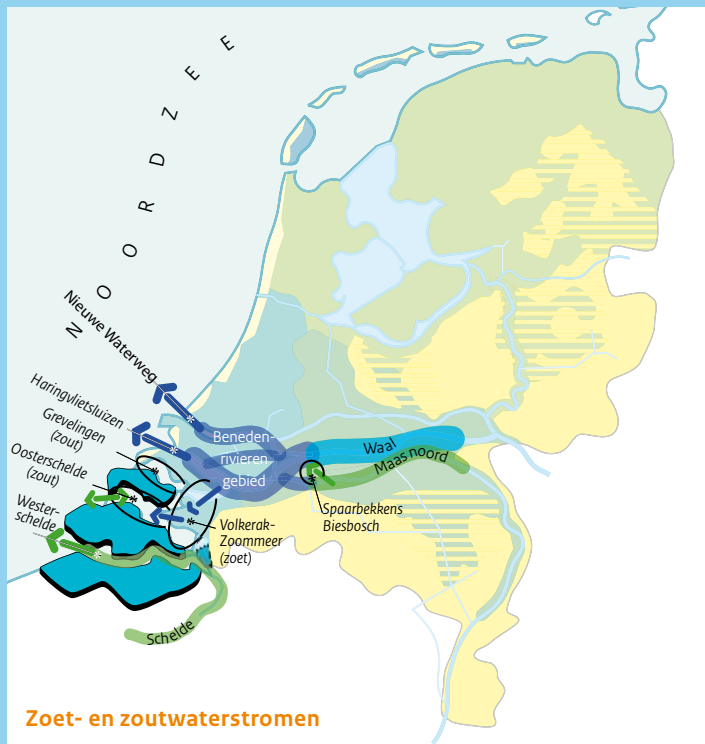 NOORDZEE
Nieuwe Waterweg
Haringvlietsluizen
Grevelingen
(zout)
Oosterschelde
(zout)
Wester-
schelde
Beneden-
rivieren
gebied
Waal
Maas noord
Spaarbekkens
Biesbosch
Volkerak-
Zoommeer
(zoet)
Schelde
Zoet- en zoutwaterstromen